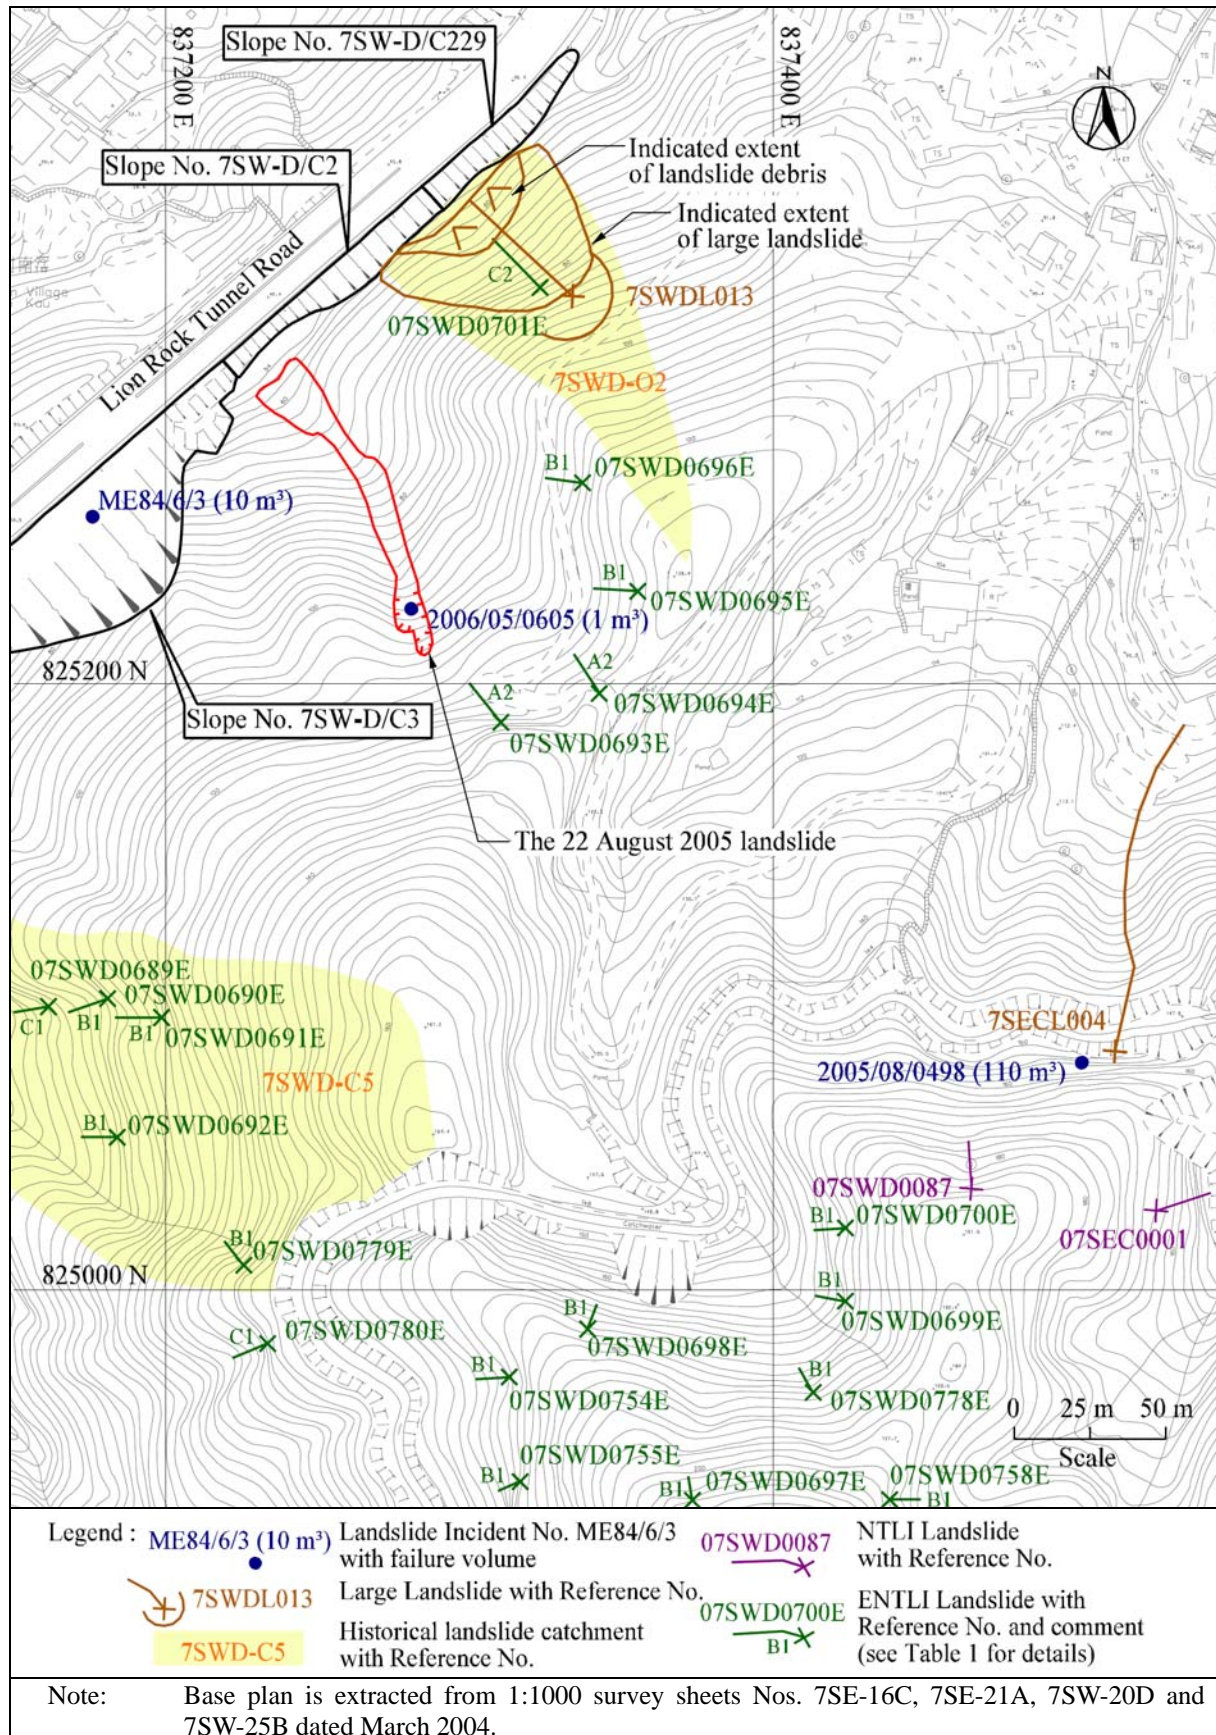 Slope No. 7SW-D/C229
837200 E
837400 E
N
Slope No. 7SW-D/C2
Indicated extent
of landslide debris
Indicated extent
of large landslide
Lion Rock Tunnel Road
C2
7SWDL013
07SWD0701E
7SWD-O2
B1
07SWD0696E
ME84/6/3 (10 m³)
B1
07SWD0695E
2006/05/0605 (1 m³)
825200 N
A2
07SWD0694E
A2
07SWD0693E
Slope No. 7SW-D/C3
The 22 August 2005 landslide
07SWD0689E
07SWD0690E
C1
B1
B1
07SWD0691E
7SECL004
7SWD-C5
2005/08/0498 (110 m³)
B1
07SWD0692E
07SWD0087
B1
07SWD0700E
07SEC0001
B1
07SWD0779E
825000 N
B1
07SWD0699E
C1
07SWD0780E
B1
07SWD0698E
B1
07SWD0754E
B1
07SWD0778E
0 25 m 50 m
Scale
07SWD0755E
B1
B1
07SWD0697E
07SWD0758E
B1
Catchwater
Pond
Legend :
ME84/6/3 (10 m³)
Landslide Incident No. ME84/6/3
with failure volume
7SWDL013
Large Landslide with Reference No.
7SWD-C5
Historical landslide catchment
with Reference No.
07SWD0087
NTLI Landslide
with Reference No.
07SWD0700E
B1
ENTLI Landslide with
Reference No. and comment
(see Table 1 for details)
Note: Base plan is extracted from 1:1000 survey sheets Nos. 7SE-16C, 7SE-21A, 7SW-20D and
7SW-25B dated March 2004.